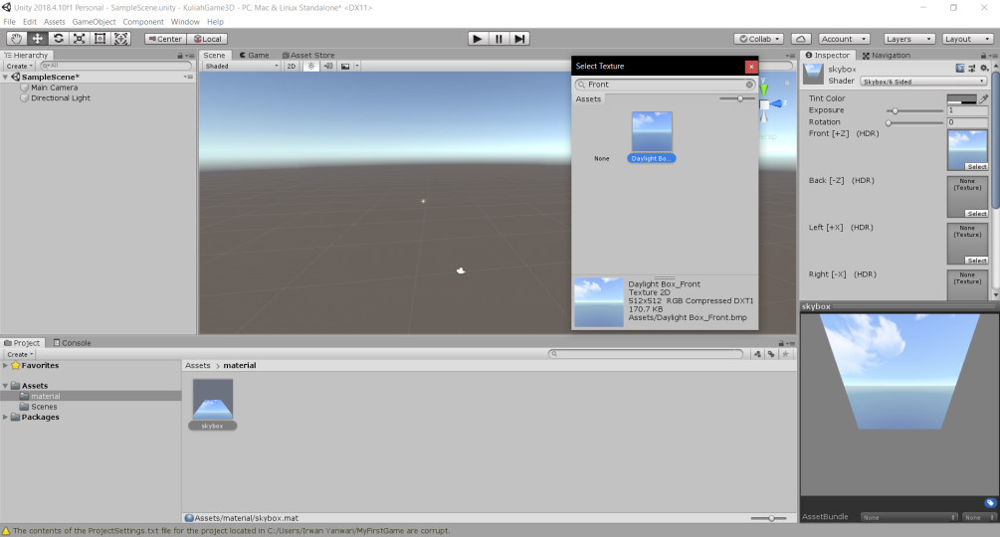 Unity 2018.4.10f1 Personal - SampleScene.unity - KuliahGame3D - PC, Mac & Linux Standalone* <DX11>
File Edit Assets GameObject Component Window Help
Center Local Collab Account Layers Layout
Hierarchy
Create All
SampleScene*
Main Camera
Directional Light
Scene Game Asset Store
Shaded 2D
Select Texture
Front
Assets
None Daylight Bo...
Daylight Box_Front
Texture 2D
512x512 RGB Compressed DXT1
170.7 KB
Assets/Daylight Box_Front.bmp
Inspector Navigation
skybox
Shader Skybox/6 Sided
Tint Color
Exposure 1
Rotation 0
Front [+Z] (HDR)
Select
Back [-Z] (HDR) None (Texture)
Select
Left [+X] (HDR) None (Texture)
Select
Right [-X] (HDR) None (Texture)
skybox
AssetBundle None None
Project Console
Create
Favorites
Assets
material
Scenes
Packages
Assets > material
skybox
Assets/material/skybox.mat
The contents of the ProjectSettings.txt file for the project located in C:/Users/Irwan Yanwan/MyFirstGame are corrupt.